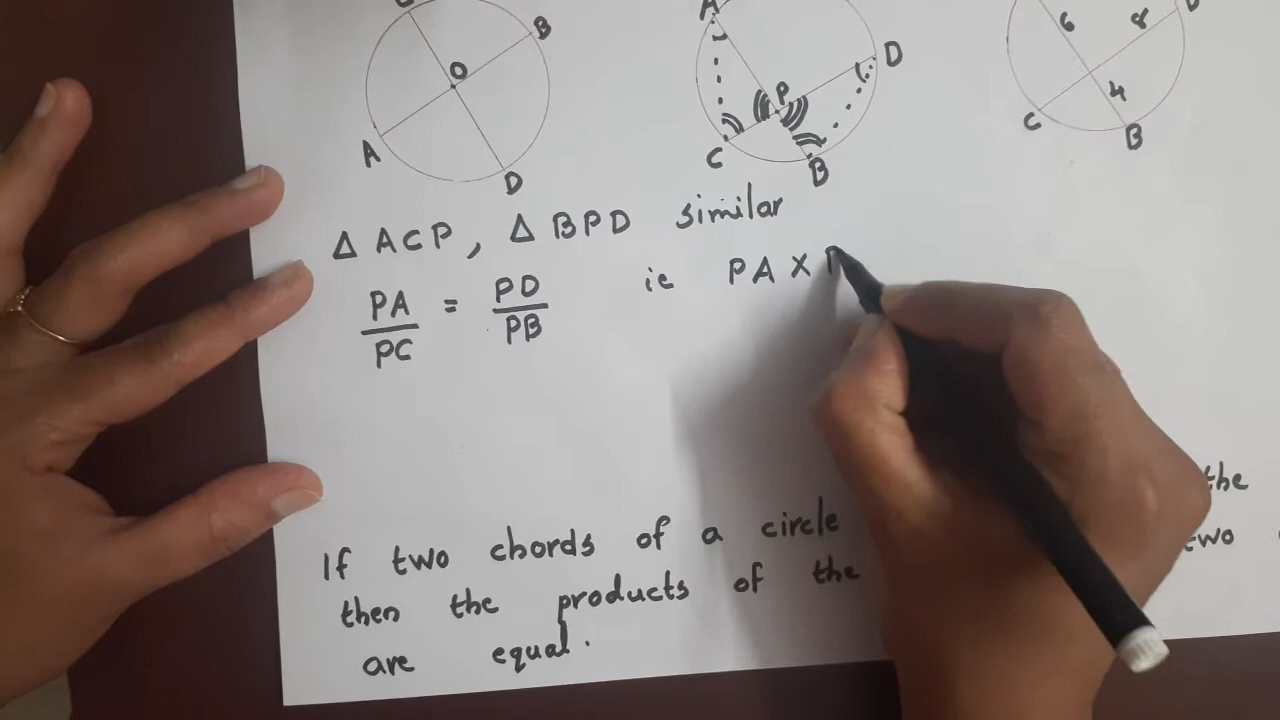 B
O
A
D
A
D
P
C
B
6
8
4
C
B
Δ ACP, Δ BPD similar
PA/PC = PD/PB ie PA X
If two chords of a circle the
then the products of the two
are equal.